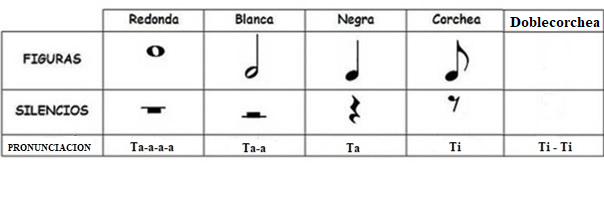 Redonda Blanca Negra Corchea Doblecorchea
FIGURAS
SILENCIOS
PRONUNCIACION Ta-a-a-a Ta-a Ta Ti Ti - Ti